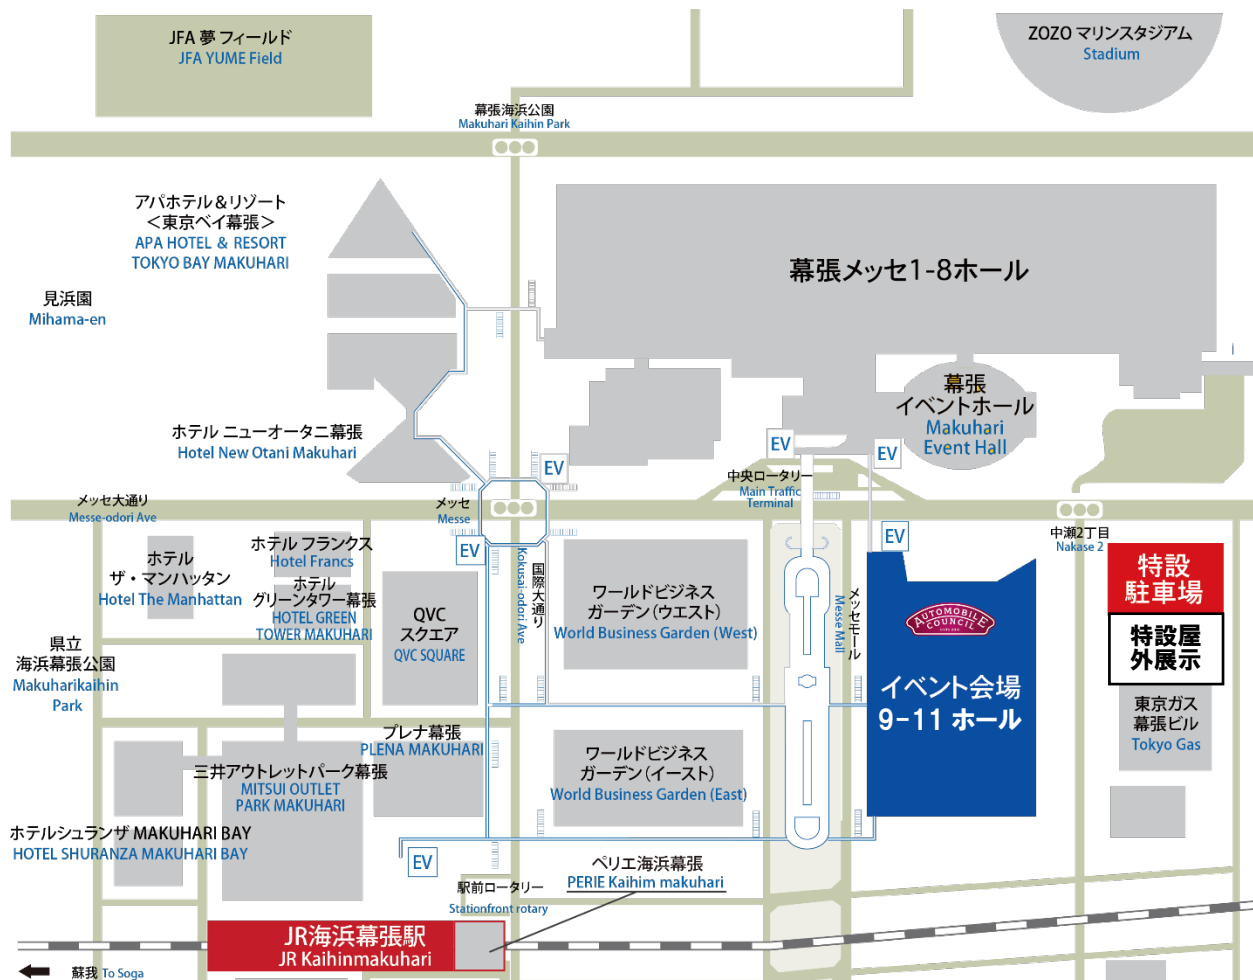 JFA 夢 フィールド
JFA YUME Field
ZOZO マリンスタジアム
Stadium
幕張海浜公園
Makuhari Kaihin Park
アパホテル＆リゾート
＜東京ベイ幕張＞
APA HOTEL & RESORT
TOKYO BAY MAKUHARI
見浜園
Mihama-en
幕張メッセ1-8ホール
i
幕張
イベントホール
Makuhari
Event Hall
ホテル ニューオータニ幕張
Hotel New Otani Makuhari
EV
EV
EV
中央ロータリー
Main Traffic
Terminal
メッセ大通り
Messe-odori Ave
メッセ
Messe
中瀬2丁目
Nakase 2
EV
EV
国際大通り
Kokusai-odori Ave
ホテル フランクス
Hotel Francs
ホテル
ザ・マンハッタン
Hotel The Manhattan
ホテル
グリーンタワー幕張
HOTEL GREEN
TOWER MAKUHARI
QVC
スクエア
QVC SQUARE
ワールドビジネス
ガーデン（ウエスト）
World Business Garden (West)
メッセモール
Messe Mall
AUTOMOBILE
COUNCIL
イベント会場
9-11 ホール
特設
駐車場
特設屋
外展示
東京ガス
幕張ビル
Tokyo Gas
県立
海浜幕張公園
Makuharikaihin
Park
プレナ幕張
PLENA MAKUHARI
三井アウトレットパーク幕張
MITSUI OUTLET
PARK MAKUHARI
ワールドビジネス
ガーデン（イースト）
World Business Garden (East)
ホテルシュランザ MAKUHARI BAY
HOTEL SHURANZA MAKUHARI BAY
EV
ペリエ海浜幕張
PERIE Kaihim makuhari
駅前ロータリー
Stationfront rotary
JR海浜幕張駅
JR Kaihinmakuhari
蘇我 To Soga